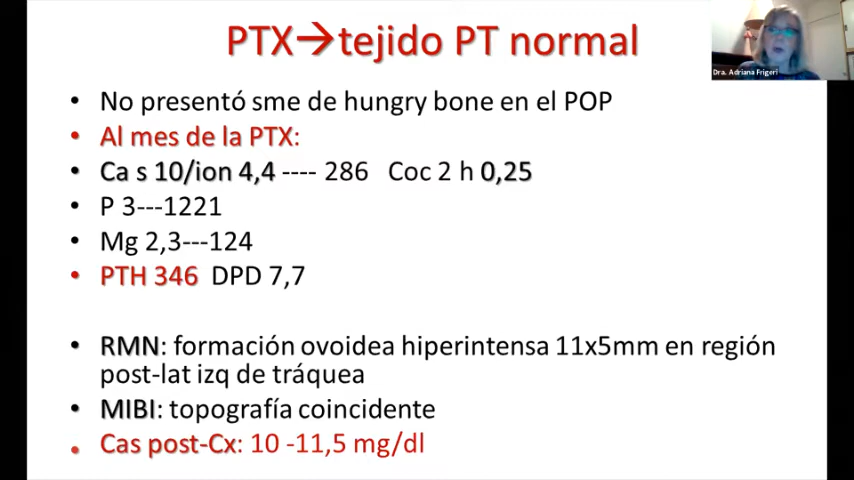 PTX→tejido PT normal
Dra. Adriana Frigeri
• No presentó sme de hungry bone en el POP
• Al mes de la PTX:
• Ca s 10/ion 4,4 ---- 286 Coc 2 h 0,25
• P 3---1221
• Mg 2,3---124
• PTH 346 DPD 7,7
• RMN: formación ovoidea hiperintensa 11x5mm en región
post-lat izq de tráquea
• MIBI: topografía coincidente
• Cas post-Cx: 10 -11,5 mg/dl